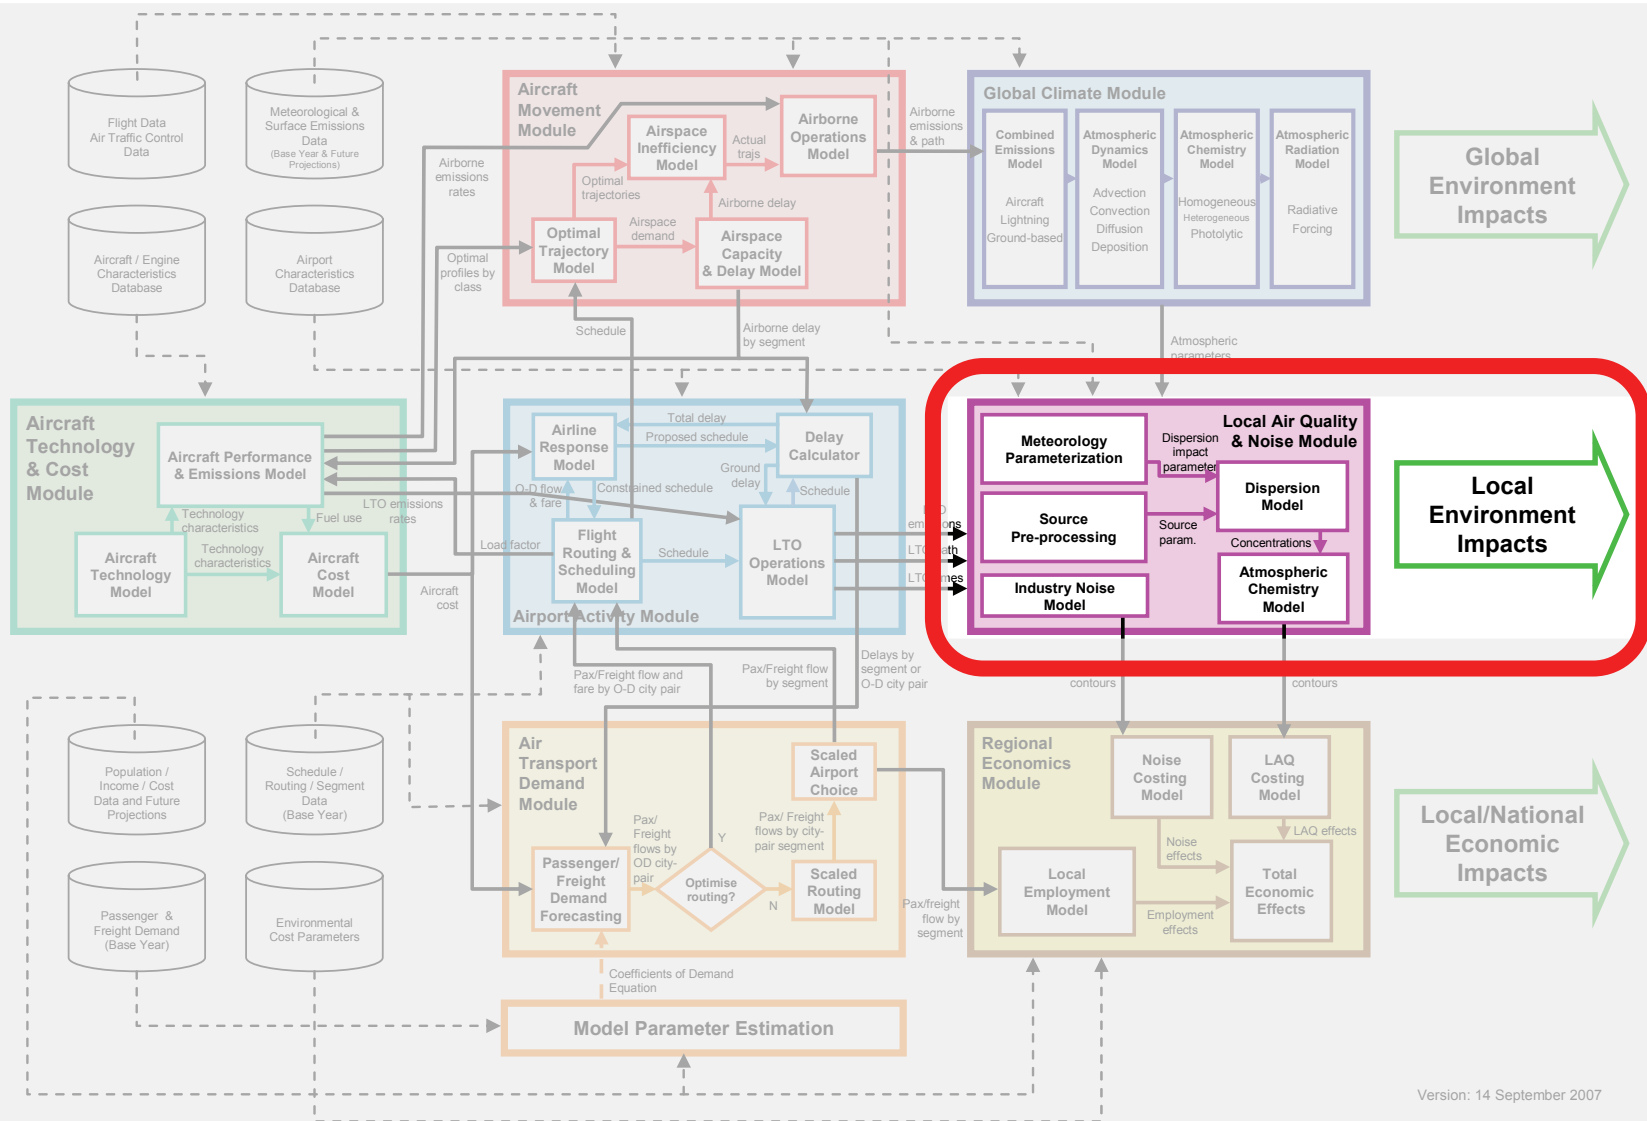 Flight Data
Air Traffic Control
Data
Meteorological &
Surface Emissions
Data
(Base Year & Future
Projections)
Aircraft / Engine
Characteristics
Database
Airport
Characteristics
Database
Aircraft
Movement
Module
Airspace
Inefficiency
Model
Actual
trajs
Airborne
Operations
Model
Optimal
trajectories
Airborne delay
Optimal
Trajectory
Model
Airspace
demand
Airspace
Capacity
& Delay Model
Airborne
emissions
rates
Optimal
profiles by
class
Airborne
emissions
& path
Global Climate Module
Combined
Emissions
Model
Aircraft
Lightning
Ground-based
Atmospheric
Dynamics
Model
Advection
Convection
Diffusion
Deposition
Atmospheric
Chemistry
Model
Homogeneous
Heterogeneous
Photolytic
Atmospheric
Radiation
Model
Radiative
Forcing
Global
Environment
Impacts
Schedule
Airborne delay
by segment
Atmospheric
parameters
Aircraft
Technology
& Cost
Module
Aircraft Performance
& Emissions Model
Technology
characteristics
Fuel use
LTO emissions
rates
Aircraft
Technology
Model
Technology
characteristics
Aircraft
Cost
Model
Aircraft
cost
Load factor
Airline
Response
Model
Total delay
Proposed schedule
Delay
Calculator
O-D flow
& fare
Constrained schedule
Ground
delay
Schedule
Flight
Routing &
Scheduling
Model
Schedule
LTO
Operations
Model
Airport Activity Module
Local Air Quality
& Noise Module
Meteorology
Parameterization
Dispersion
impact
parameter
Dispersion
Model
Source
Pre-processing
Source
param.
Concentrations
Industry Noise
Model
Atmospheric
Chemistry
Model
Local
Environment
Impacts
Pax/Freight flow and
fare by O-D city pair
Pax/Freight flow
by segment
Delays by
segment or
O-D city pair
contours
contours
Population /
Income / Cost
Data and Future
Projections
Schedule /
Routing / Segment
Data
(Base Year)
Passenger &
Freight Demand
(Base Year)
Environmental
Cost Parameters
Air
Transport
Demand
Module
Scaled
Airport
Choice
Pax/
Freight
flows by
OD city-
pair
Y
Pax/ Freight
flows by city-
pair segment
Passenger/
Freight
Demand
Forecasting
Optimise
routing?
N
Scaled
Routing
Model
Pax/freight
flow by
segment
Regional
Economics
Module
Noise
Costing
Model
LAQ
Costing
Model
Noise
effects
LAQ effects
Local
Employment
Model
Employment
effects
Total
Economic
Effects
Local/National
Economic
Impacts
Coefficients of Demand
Equation
Model Parameter Estimation
Version: 14 September 2007